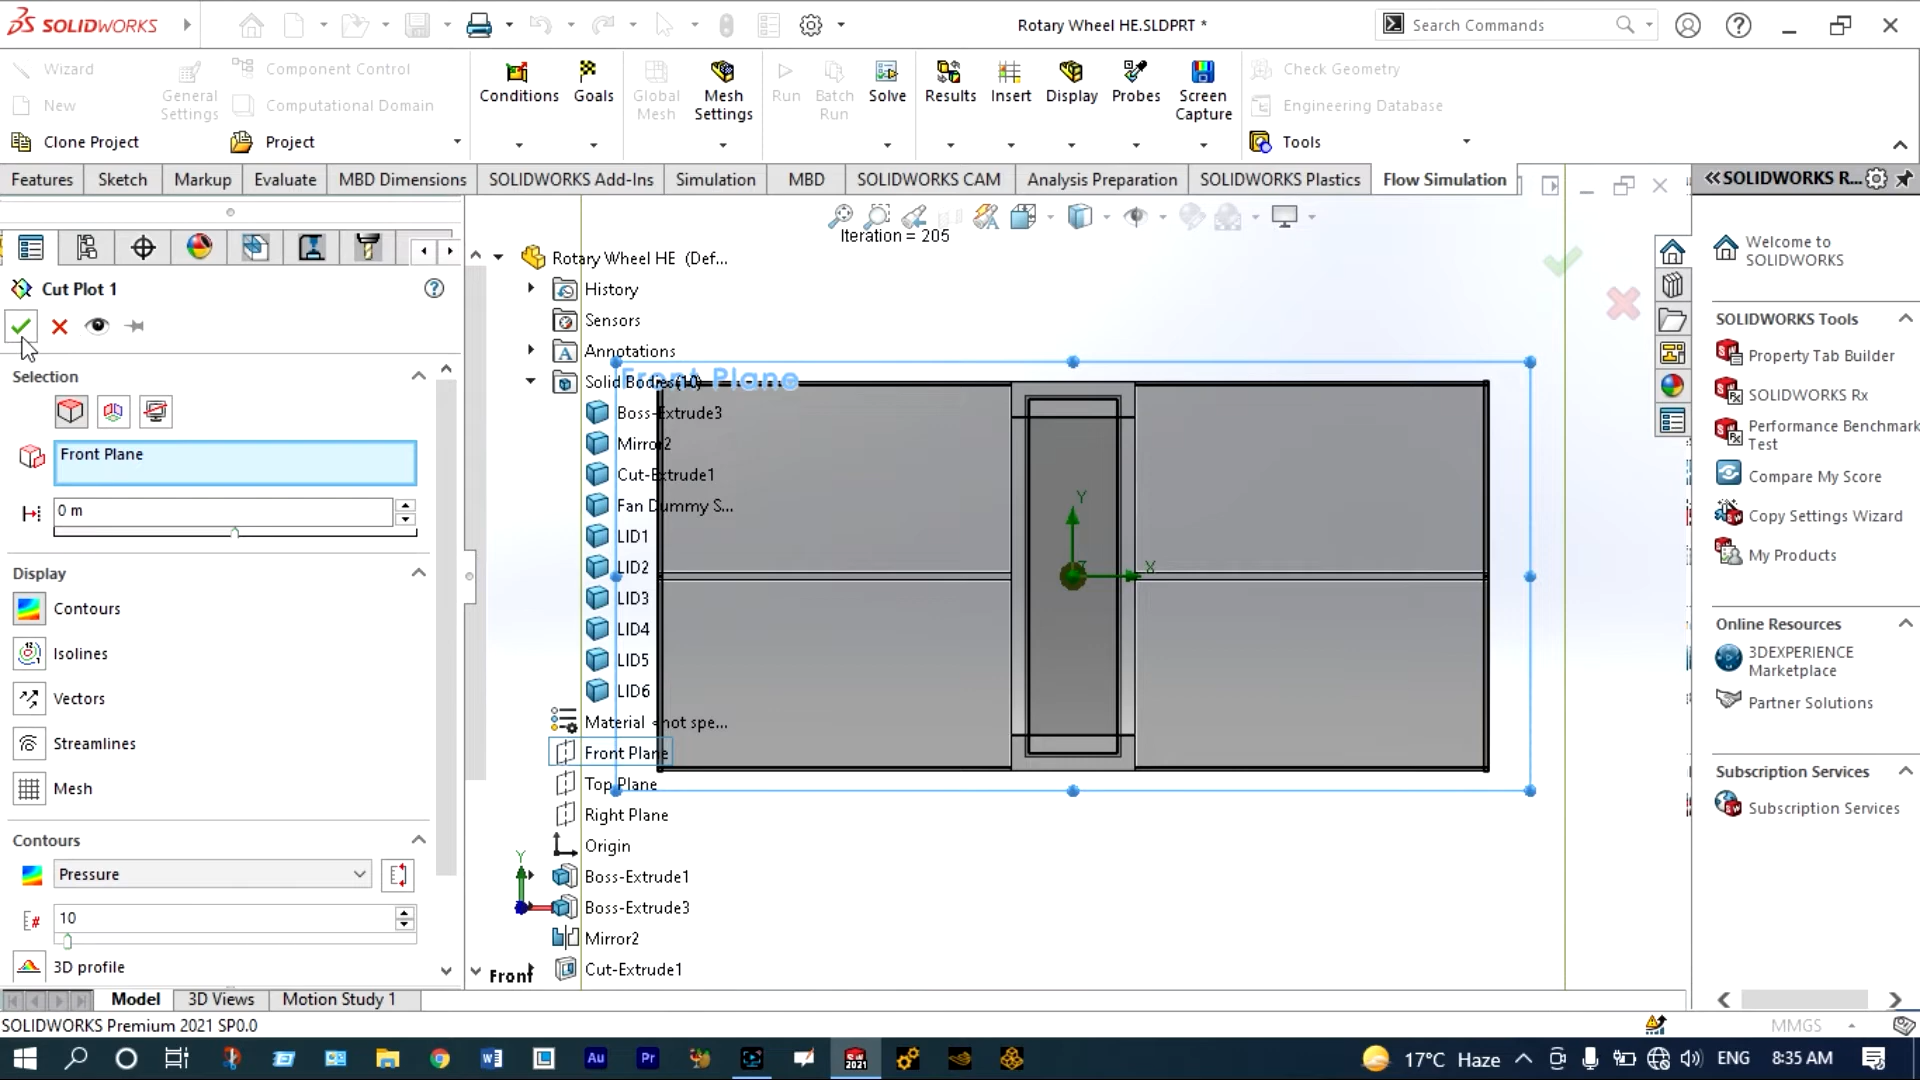 SOLIDWORKS
Rotary Wheel HE.SLDPRT *
Search Commands
Wizard
New
Clone Project
General Settings
Component Control
Computational Domain
Project
Conditions
Goals
Global Mesh
Mesh Settings
Run
Batch Run
Solve
Results
Insert
Display
Probes
Screen Capture
Check Geometry
Engineering Database
Tools
Features
Sketch
Markup
Evaluate
MBD Dimensions
SOLIDWORKS Add-Ins
Simulation
MBD
SOLIDWORKS CAM
Analysis Preparation
SOLIDWORKS Plastics
Flow Simulation
SOLIDWORKS R...
Iteration = 205
Cut Plot 1
Selection
Front Plane
0 m
Display
Contours
Isolines
Vectors
Streamlines
Mesh
Contours
Pressure
10
3D profile
Rotary Wheel HE (Def...
History
Sensors
Annotations
Solid Bodies(10)
Front Plane
Boss-Extrude3
Mirror2
Cut-Extrude1
Fan Dummy S...
LID1
LID2
LID3
LID4
LID5
LID6
Material <not spe...
Front Plane
Top Plane
Right Plane
Origin
Boss-Extrude1
Boss-Extrude3
Mirror2
Cut-Extrude1
Y
X
Z
Y
Front
Welcome to SOLIDWORKS
SOLIDWORKS Tools
Property Tab Builder
SOLIDWORKS Rx
Performance Benchmark Test
Compare My Score
Copy Settings Wizard
My Products
Online Resources
3DEXPERIENCE Marketplace
Partner Solutions
Subscription Services
Subscription Services
Model
3D Views
Motion Study 1
SOLIDWORKS Premium 2021 SP0.0
MMGS
17°C Haze
ENG
8:35 AM